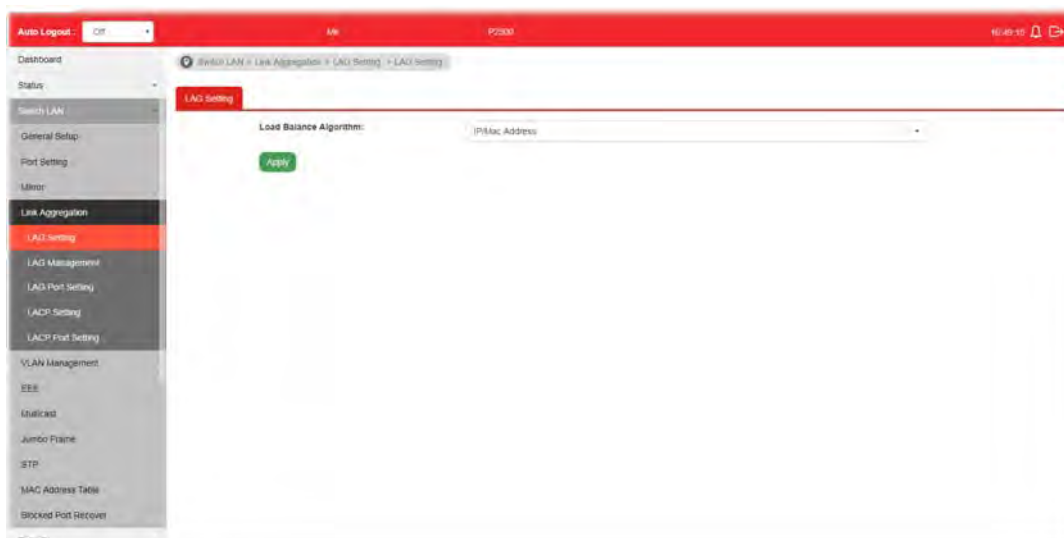 Auto Logout : Off
P2500
Switch LAN > Link Aggregation > LAG Setting > LAG Setting
LAG Setting
Load Balance Algorithm:
IP/Mac Address
Apply
Dashboard
Status
Switch LAN
General Setup
Port Setting
Mirror
Link Aggregation
LAG Setting
LAG Management
LAG Port Setting
LACP Setting
LACP Port Setting
VLAN Management
EEE
Multicast
Jumbo Frame
STP
MAC Address Table
Blocked Port Recover